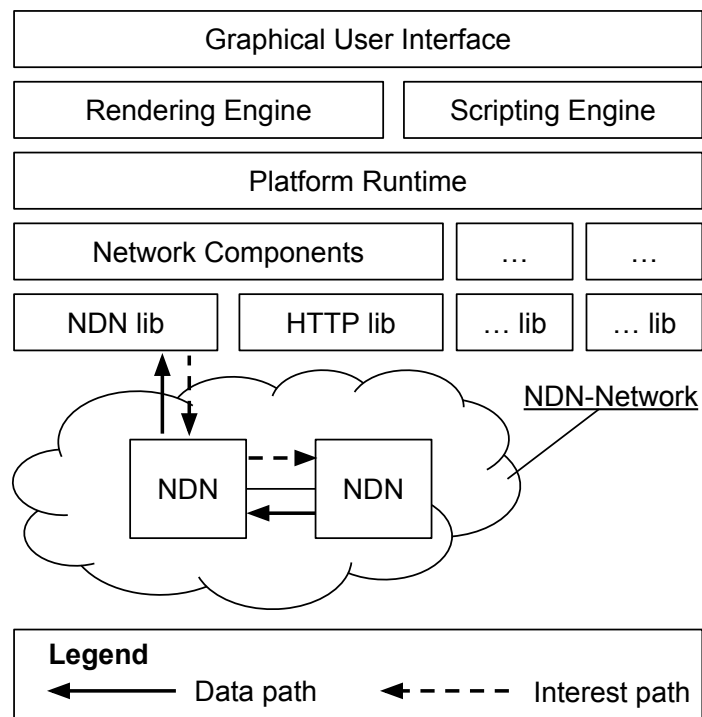 Graphical User Interface
Rendering Engine
Scripting Engine
Platform Runtime
Network Components
…
…
NDN lib
HTTP lib
… lib
… lib
NDN-Network
NDN
NDN
Legend
Data path
Interest path